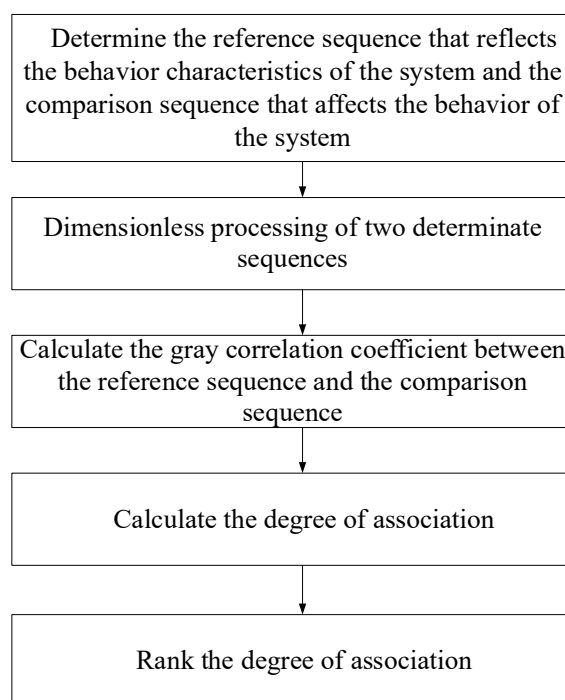 Determine the reference sequence that reflects
the behavior characteristics of the system and the
comparison sequence that affects the behavior of
the system
Dimensionless processing of two determinate
sequences
Calculate the gray correlation coefficient between
the reference sequence and the comparison
sequence
Calculate the degree of association
Rank the degree of association